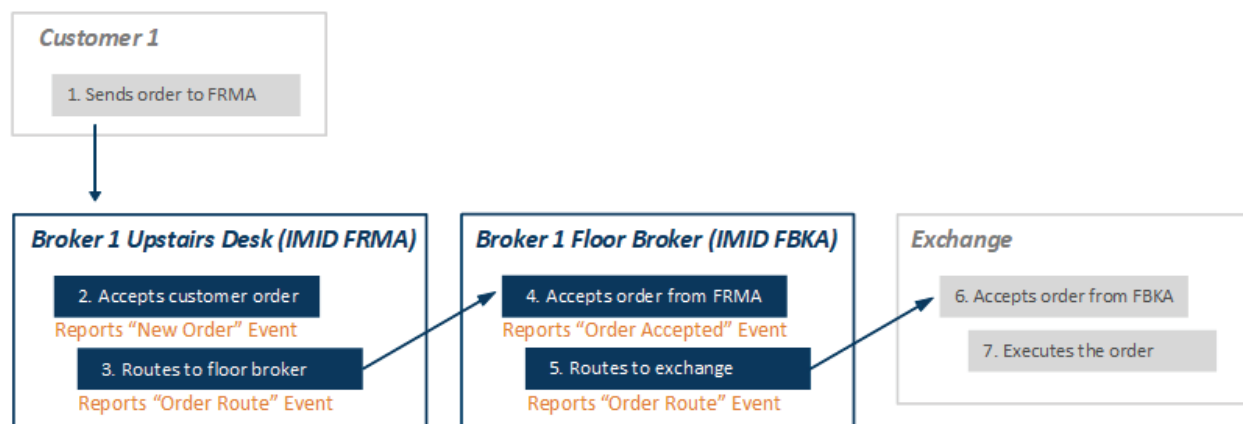 Customer 1
1. Sends order to FRMA
Broker 1 Upstairs Desk (IMID FRMA)
2. Accepts customer order
Reports “New Order” Event
3. Routes to floor broker
Reports “Order Route” Event
Broker 1 Floor Broker (IMID FBKA)
4. Accepts order from FRMA
Reports “Order Accepted” Event
5. Routes to exchange
Reports “Order Route” Event
Exchange
6. Accepts order from FBKA
7. Executes the order